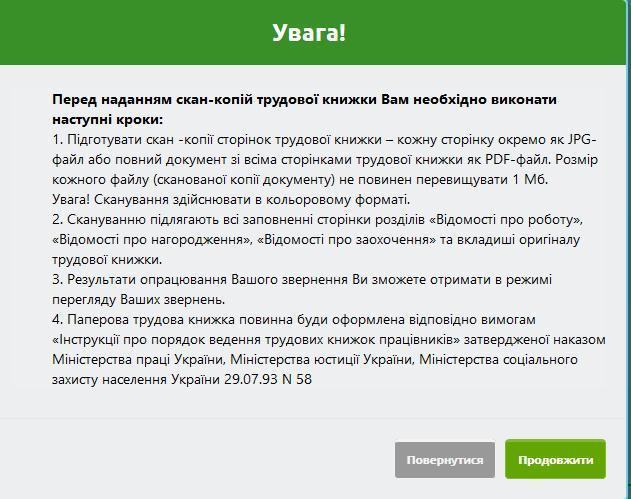 Увага!
Перед наданням скан-копій трудової книжки Вам необхідно виконати
наступні кроки:
1. Підготувати скан -копії сторінок трудової книжки – кожну сторінку окремо як JPG-
файл або повний документ зі всіма сторінками трудової книжки як PDF-файл. Розмір
кожного файлу (сканованої копії документу) не повинен перевищувати 1 Мб.
Увага! Сканування здійснювати в кольоровому форматі.
2. Скануванню підлягають всі заповненні сторінки розділів «Відомості про роботу»,
«Відомості про нагородження», «Відомості про заохочення» та вкладиші оригіналу
трудової книжки.
3. Результати опрацювання Вашого звернення Ви зможете отримати в режимі
перегляду Ваших звернень.
4. Паперова трудова книжка повинна буди оформлена відповідно вимогам
«Інструкції про порядок ведення трудових книжок працівників» затвердженої наказом
Міністерства праці України, Міністерства юстиції України, Міністерства соціального
захисту населення України 29.07.93 N 58
Повернутися
Продовжити